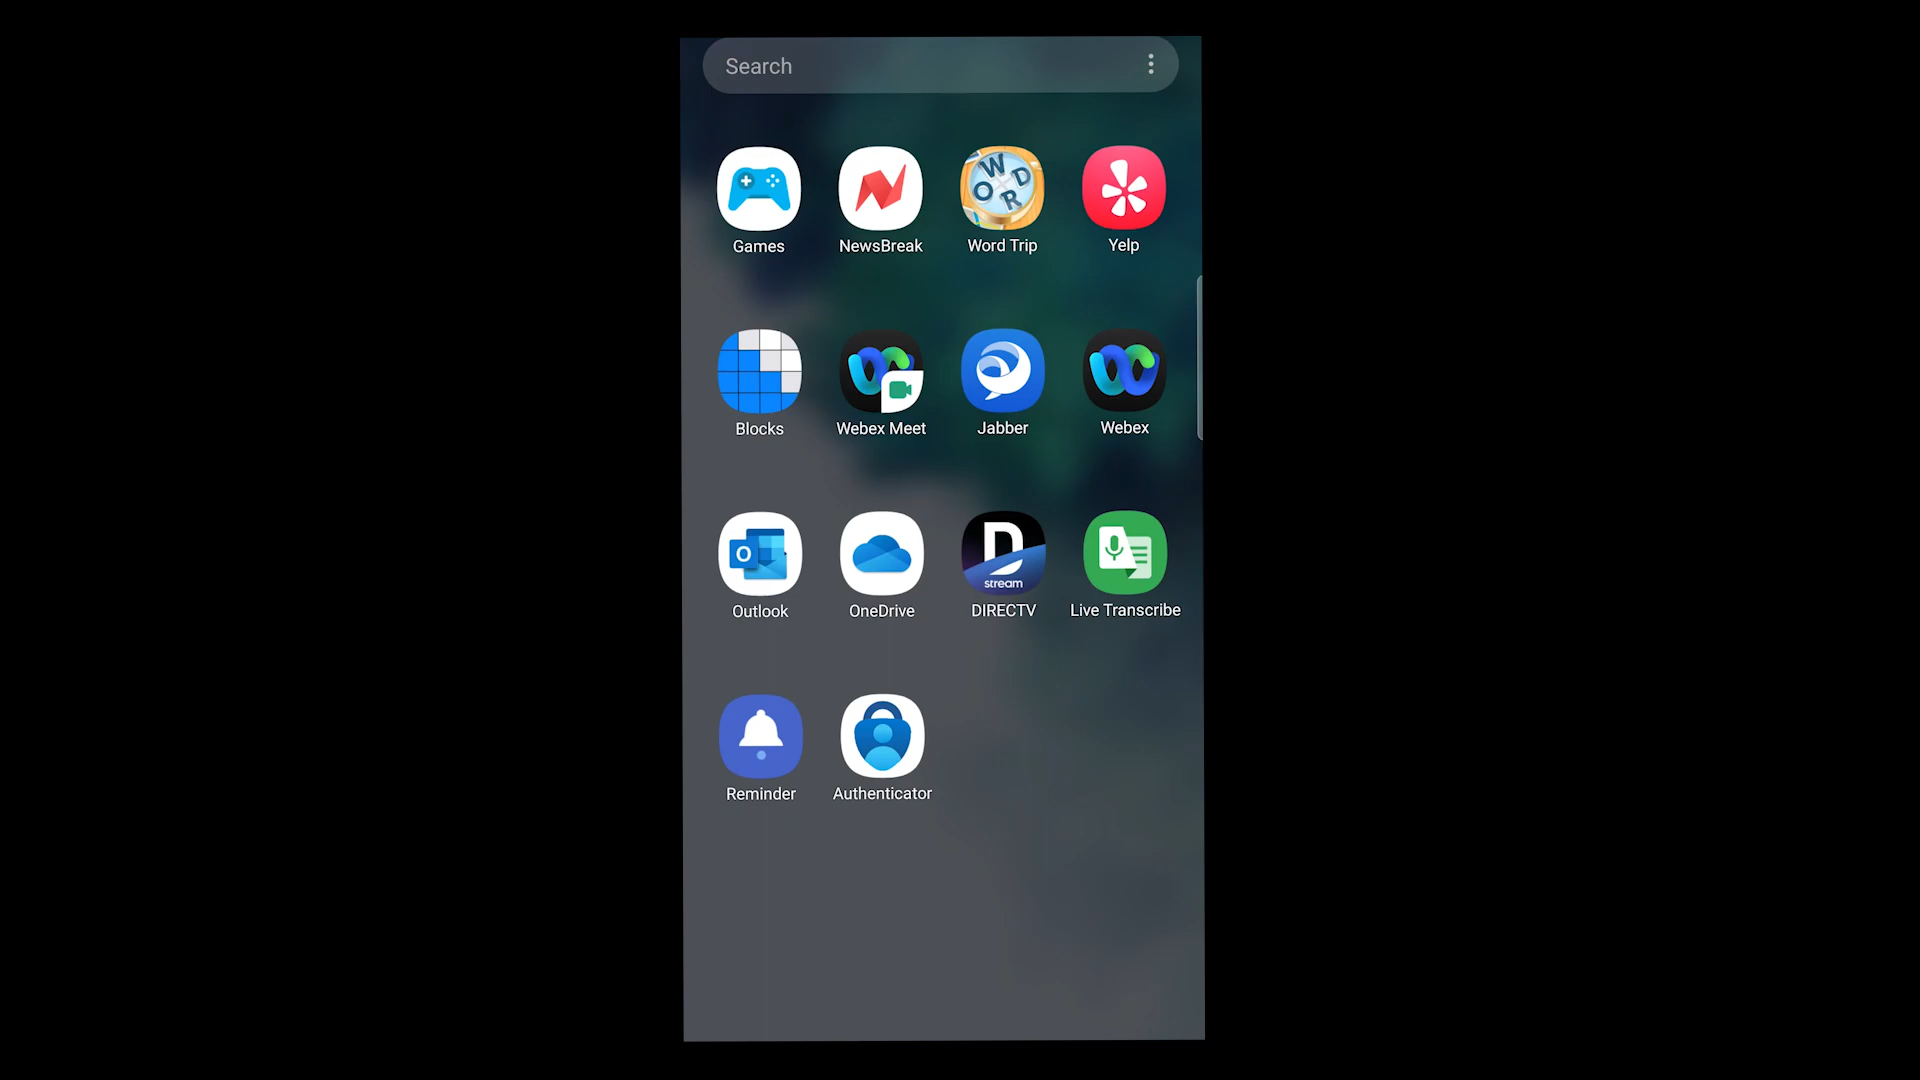 Search
W
O
D
R
Games
NewsBreak
Word Trip
Yelp
Blocks
Webex Meet
Jabber
Webex
O
D
stream
Outlook
OneDrive
DIRECTV
Live Transcribe
Reminder
Authenticator